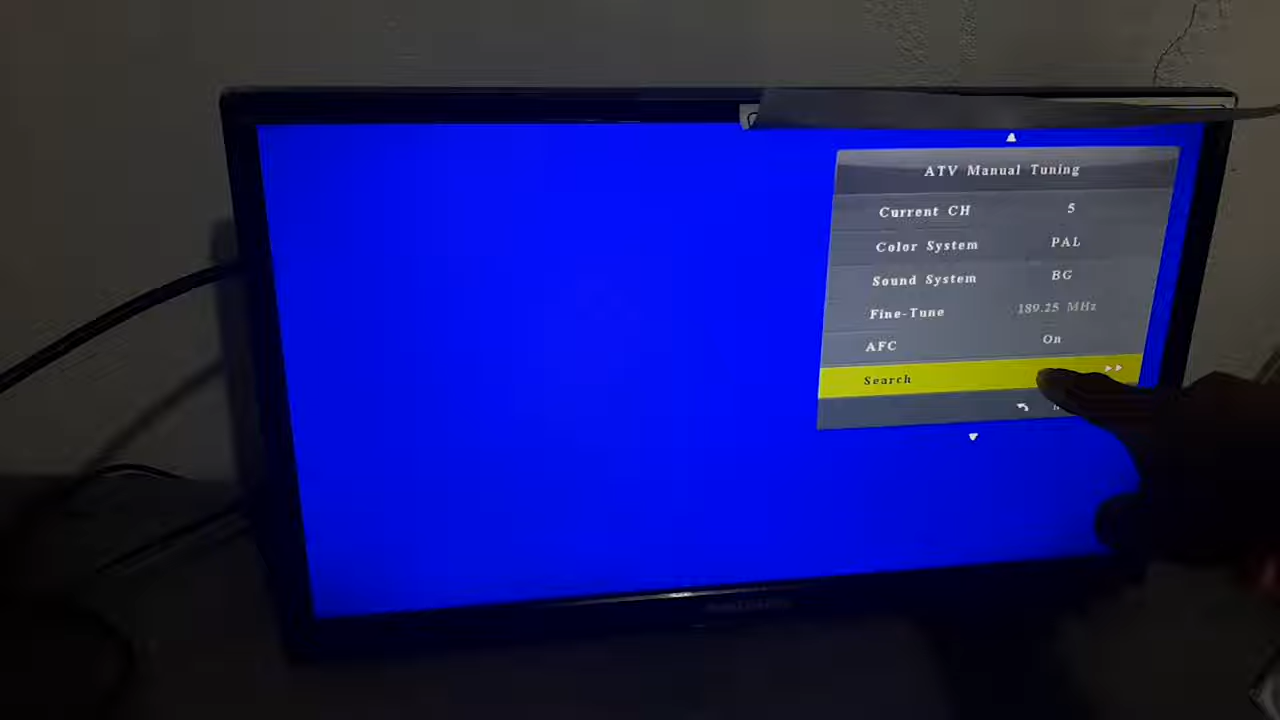 ATV Manual Tuning
Current CH 5
Color System PAL
Sound System BG
Fine-Tune 189.25 MHz
AFC On
Search